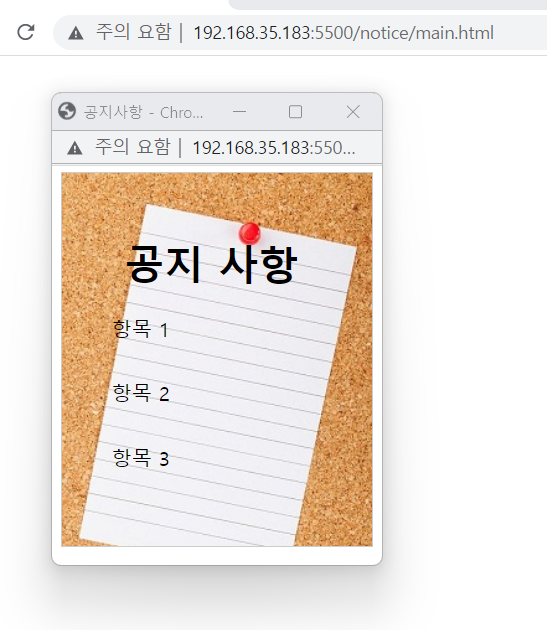 주의 요함 | 192.168.35.183:5500/notice/main.html
공지사항 - Chro...
주의 요함 | 192.168.35.183:550...
공지 사항
항목 1
항목 2
항목 3